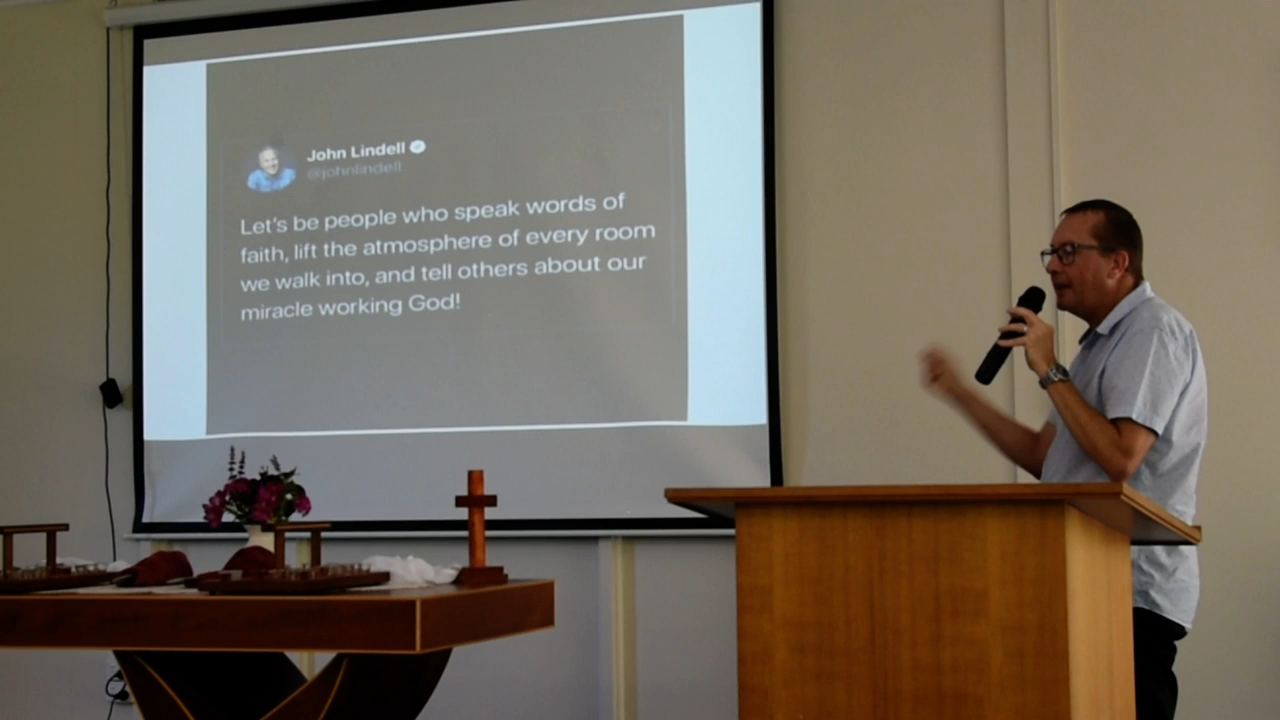 John Lindell
@johnlindell
Let's be people who speak words of
faith, lift the atmosphere of every room
we walk into, and tell others about our
miracle working God!